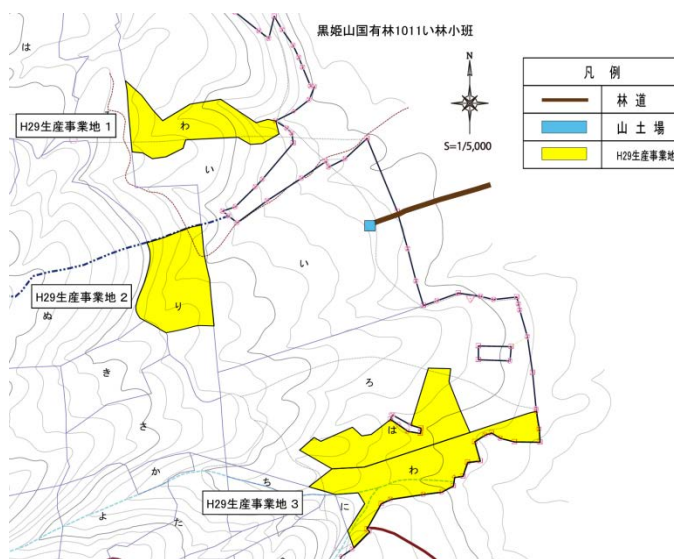 黒姫山国有林1011い林小班
は
N
S=1/5,000
凡 例
林 道
山 土 場
H29生産事業地
H29生産事業地 1
わ
い
い
H29生産事業地 2
り
ぬ
き
ろ
さ
は
か
ち
わ
H29生産事業地 3
に
よ
た